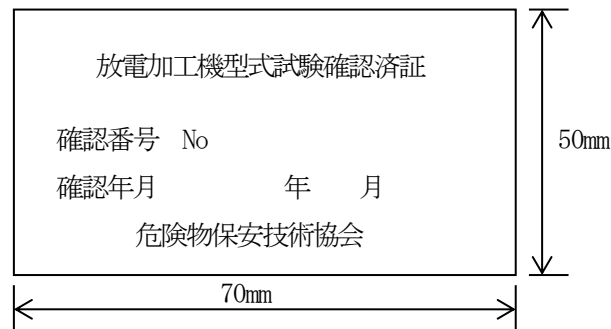 放電加工機型式試験確認済証
確認番号　No
確認年月　　　　　年　　月
危険物保安技術協会
50mm
70mm